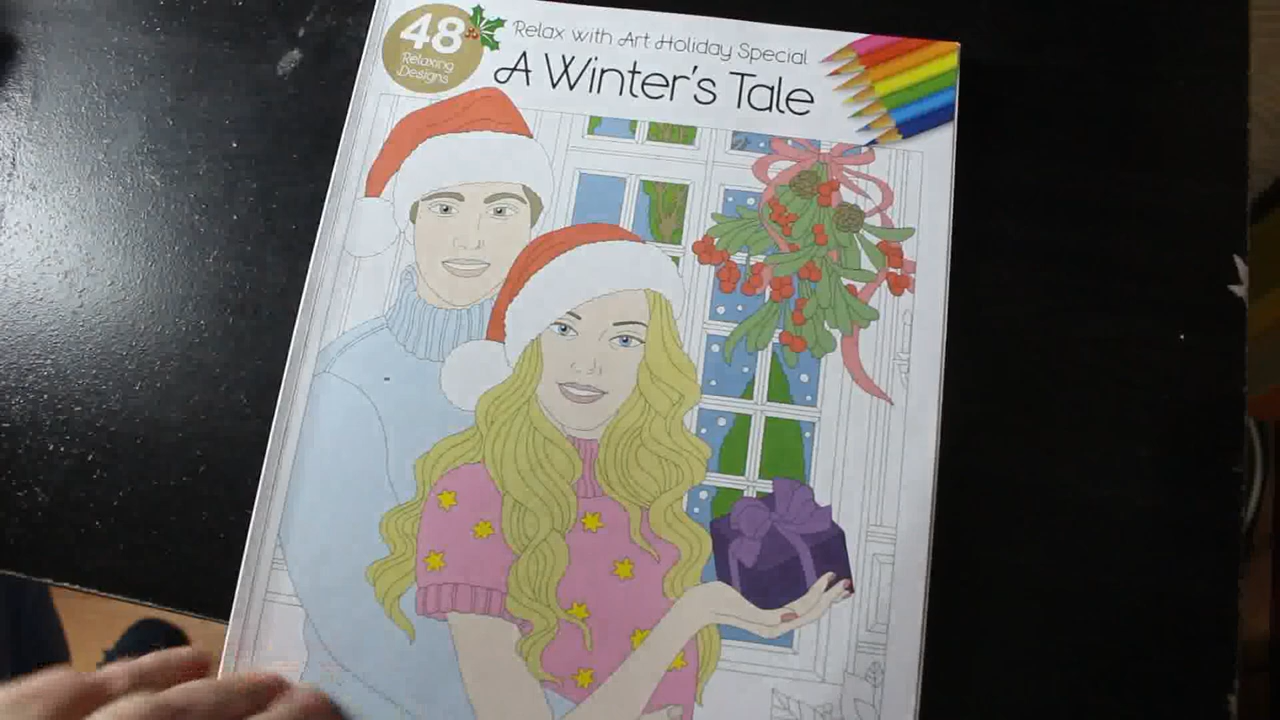 48
Relaxing
Designs
Relax with Art Holiday Special
A Winter's Tale